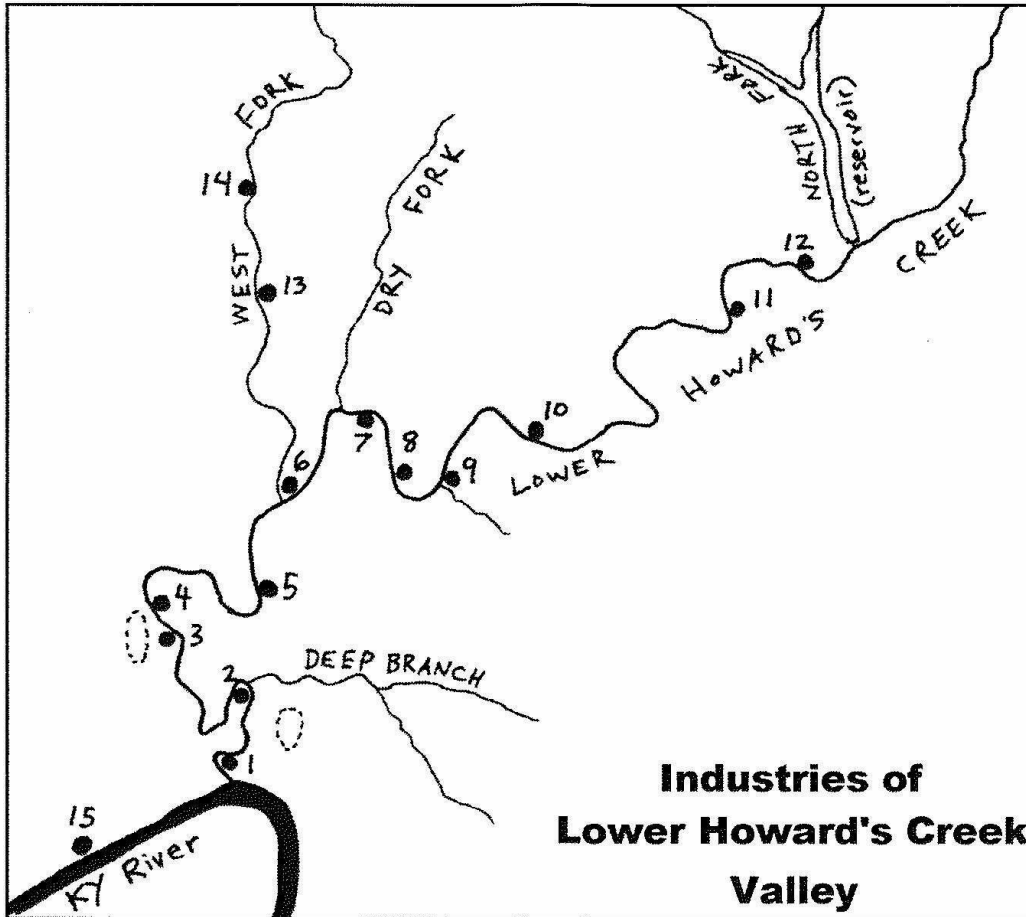 FORK
WEST
14
13
DRY FORK
NORTH FORK
(reservoir)
12
11
LOWER HOWARD'S CREEK
10
9
8
7
6
5
4
3
2
DEEP BRANCH
1
15
KY River
Industries of
Lower Howard's Creek
Valley